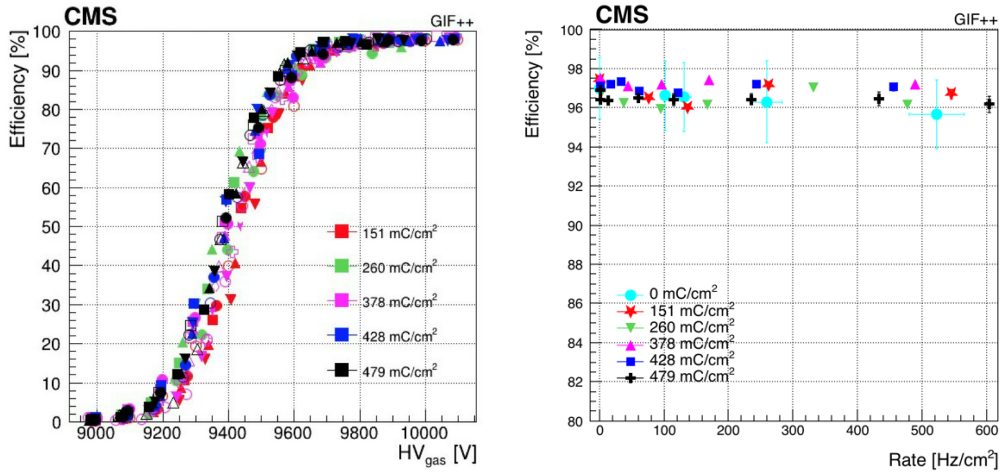 CMS
GIF++
Efficiency [%]
100
90
80
70
60
50
40
30
20
10
0
151 mC/cm²
260 mC/cm²
378 mC/cm²
428 mC/cm²
479 mC/cm²
9000 9200 9400 9600 9800 10000
HVgas [V]
CMS
GIF++
Efficiency [%]
100
98
96
94
92
90
88
86
84
82
80
0 mC/cm²
151 mC/cm²
260 mC/cm²
378 mC/cm²
428 mC/cm²
479 mC/cm²
0 100 200 300 400 500 600
Rate [Hz/cm²]